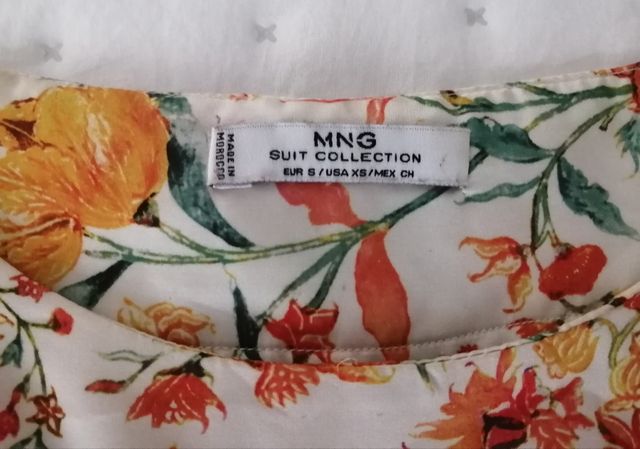 MNG
SUIT COLLECTION
EUR S / USA XS / MEX CH
MADE IN
MOROCCO